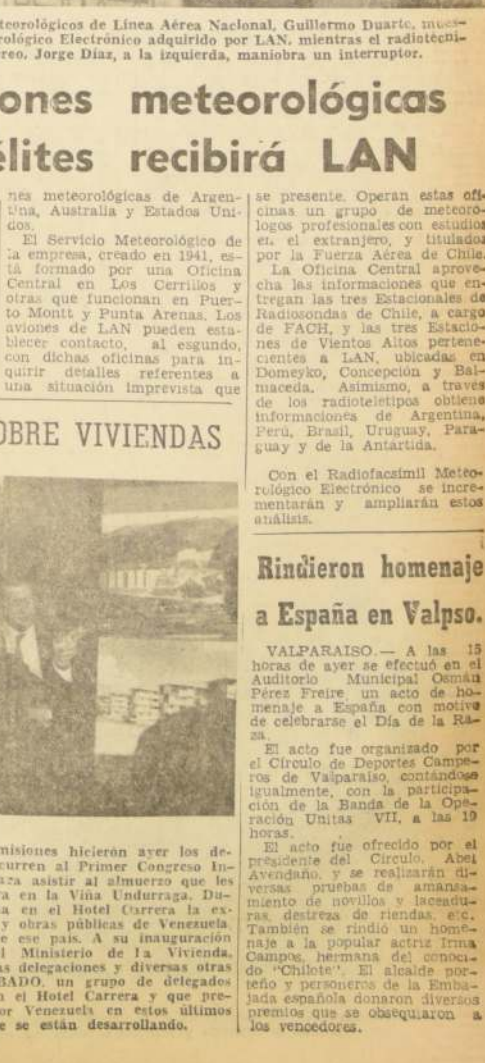 teorológicos de Línea Aérea Nacional, Guillermo Duarte, mues-
rológico Electrónico adquirido por LAN, mientras el radiotécni-
reo, Jorge Díaz, a la izquierda, maniobra un interruptor.
ones meteorológicas
élites recibirá LAN
nes meteorológicas de Argen-
tina, Australia y Estados Uni-
dos.
El Servicio Meteorológico de
la empresa, creado en 1941, es-
tá formado por una Oficina
Central en Los Cerrillos y
otras que funcionan en Puer-
to Montt y Punta Arenas. Los
aviones de LAN pueden esta-
blecer contacto, al esgundo,
con dichas oficinas para in-
quirir detalles referentes a
una situación imprevista que
se presente. Operan estas ofi-
cinas un grupo de meteoró-
logos profesionales con estudios
en el extranjero, y titulados
por la Fuerza Aérea de Chile.
La Oficina Central aprove-
cha las informaciones que en-
tregan las tres Estacionales de
Radiosondas de Chile, a cargo
de FACH, y las tres Estacio-
nes de Vientos Altos pertene-
cientes a LAN, ubicadas en
Domeyko, Concepción y Bal-
maceda. Asimismo, a través
de los radioteletipos obtiene
informaciones de Argentina,
Perú, Brasil, Uruguay, Para-
guay y de la Antártida.
Con el Radiofacsímil Meteo-
rológico Electrónico se incre-
mentarán y ampliarán estos
análisis.
OBRE VIVIENDAS
misiones hicierón ayer los de-
curren al Primer Congreso In-
ara asistir al almuerzo que les
ra en la Viña Undurraga. Du-
a en el Hotel Carrera la ex-
y obras públicas de Venezuela
e ese país. A su inauguración
l Ministerio de la Vivienda,
as delegaciones y diversas otras
BADO, un grupo de delegados
n el Hotel Carrera y que pre-
or Venezuela en estos últimos
e se están desarrollando.
Rindieron homenaje
a España en Valpso.
VALPARAISO.— A las 15
horas de ayer se efectuó en el
Auditorio Municipal Osmán
Pérez Freire un acto de ho-
menaje a España con motivo
de celebrarse el Día de la Ra-
za.
El acto fue organizado por
el Círculo de Deportes Campe-
ros de Valparaíso, contándose
igualmente, con la participa-
ción de la Banda de la Ope-
ración Unitas VII, a las 19
horas.
El acto fue ofrecido por el
présidente del Círculo, Abel
Avendaño, y se realizarán di-
versas pruebas de amansa-
miento de novillos y laceadu-
ras, destreza de riendas, etc.
También se rindió un home-
naje a la popular actriz Irma
Campos, hermana del conoci-
do "Chilote". El alcalde por-
teño y personeros de la Emba-
jada española donaron diversos
premios que se obsequiaron a
los vencedores.